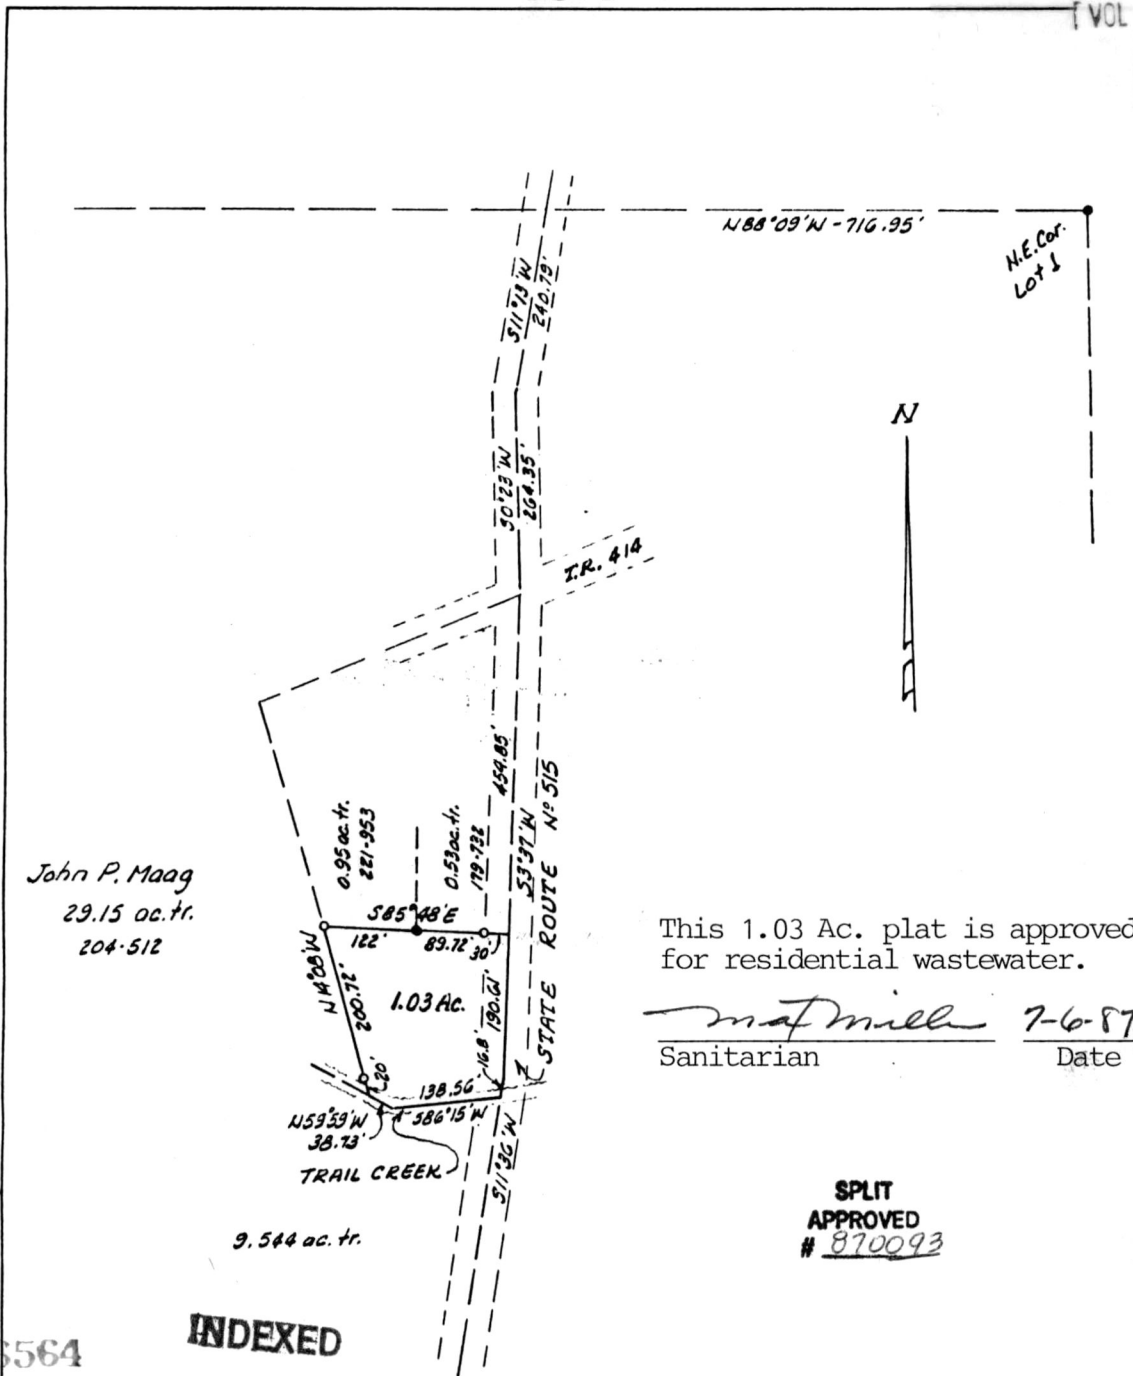 [ VOL
N88°09'W - 716.95'
N.E. Cor.
Lot 1
S11°13'W
240.79'
N
S0°23'W
264.35'
T.R. 414
454.85'
S3°37'W
STATE ROUTE Nº 515
0.95 ac. tr.
221-953
0.53 ac. tr.
179-732
John P. Maag
29.15 ac. tr.
204-512
S85°48'E
122'
89.72'
30'
N14°08'W
200.72'
1.03 Ac.
190.61'
16.8'
20'
138.56'
S86°15'W
N59°59'W
38.73'
TRAIL CREEK
S11°36'W
9.544 ac. tr.
This 1.03 Ac. plat is approved
for residential wastewater.
7-6-87
Sanitarian Date
SPLIT
APPROVED
# 870093
INDEXED
6564